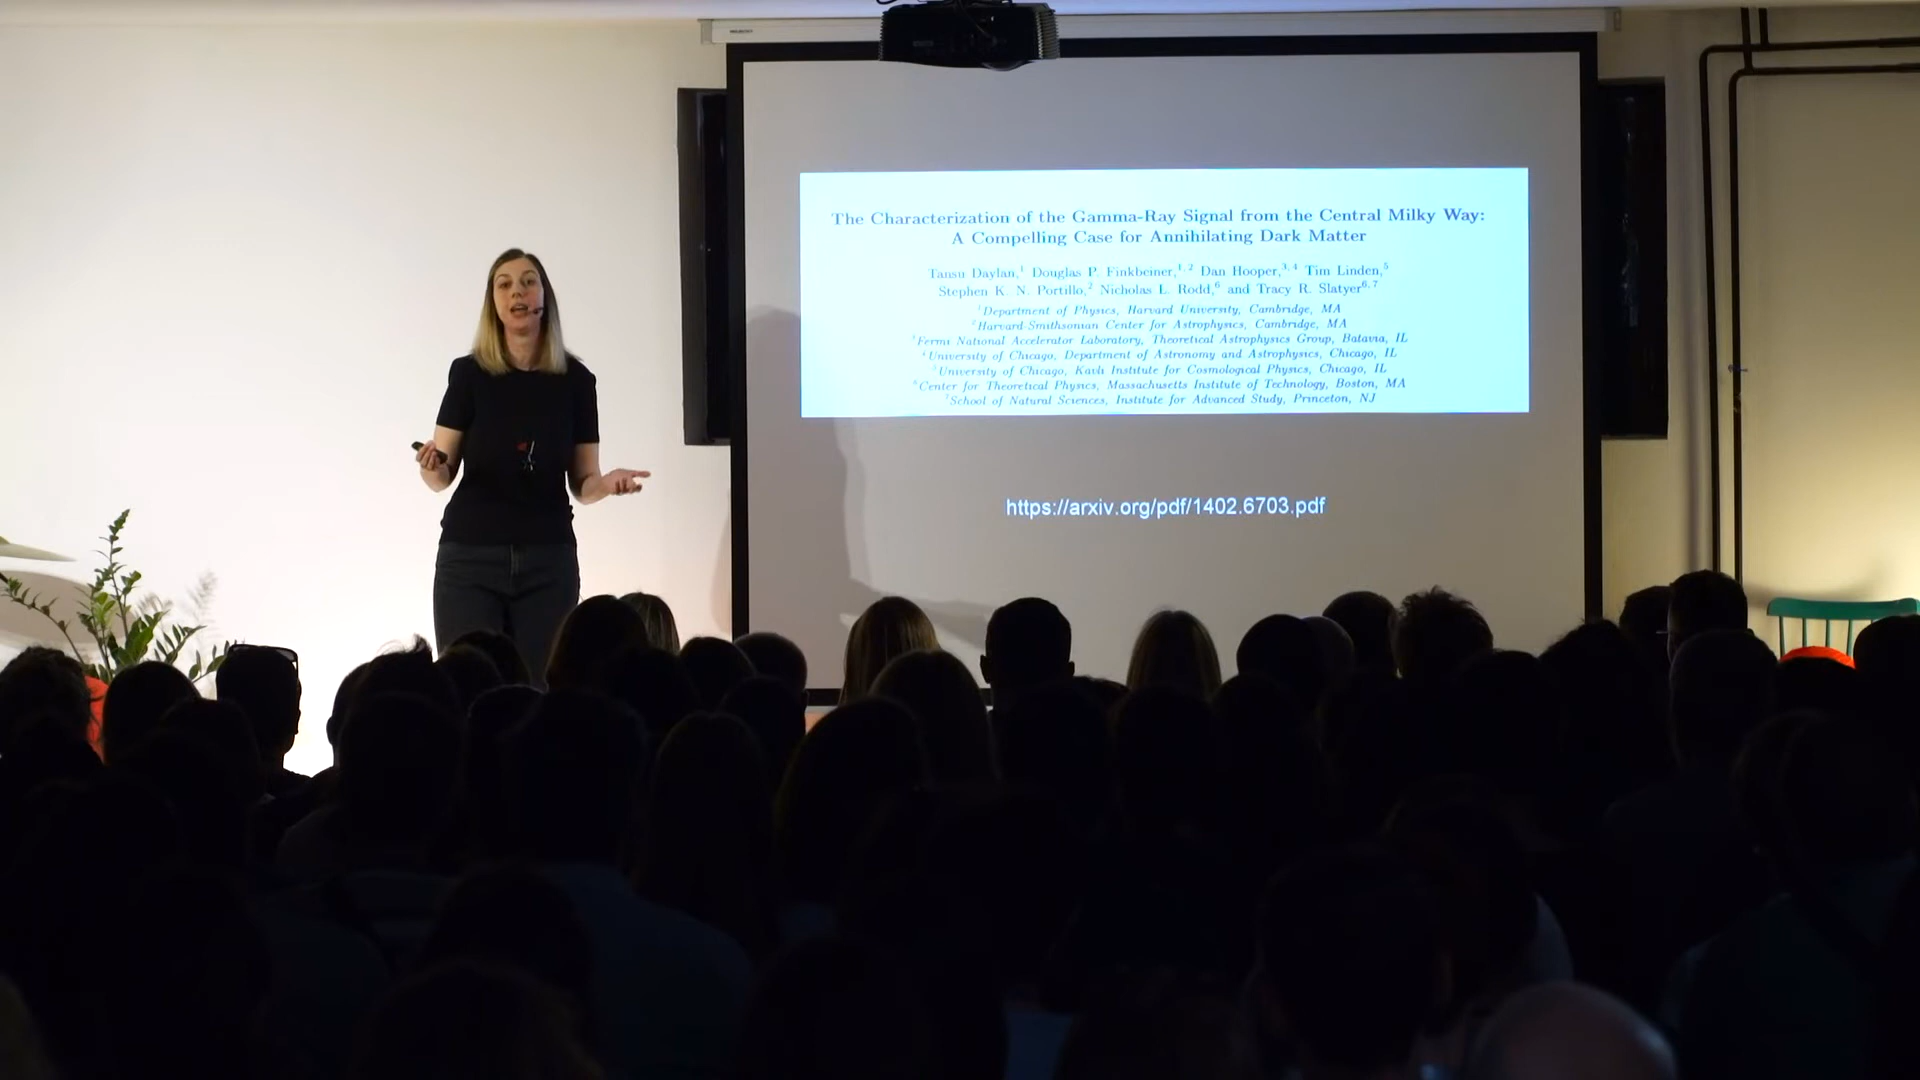 The Characterization of the Gamma-Ray Signal from the Central Milky Way:
A Compelling Case for Annihilating Dark Matter
Tansu Daylan,1 Douglas P. Finkbeiner,1, 2 Dan Hooper,3, 4 Tim Linden,5
Stephen K. N. Portillo,2 Nicholas L. Rodd,6 and Tracy R. Slatyer6, 7
1Department of Physics, Harvard University, Cambridge, MA
2Harvard-Smithsonian Center for Astrophysics, Cambridge, MA
3Fermi National Accelerator Laboratory, Theoretical Astrophysics Group, Batavia, IL
4University of Chicago, Department of Astronomy and Astrophysics, Chicago, IL
5University of Chicago, Kavli Institute for Cosmological Physics, Chicago, IL
6Center for Theoretical Physics, Massachusetts Institute of Technology, Boston, MA
7School of Natural Sciences, Institute for Advanced Study, Princeton, NJ
https://arxiv.org/pdf/1402.6703.pdf